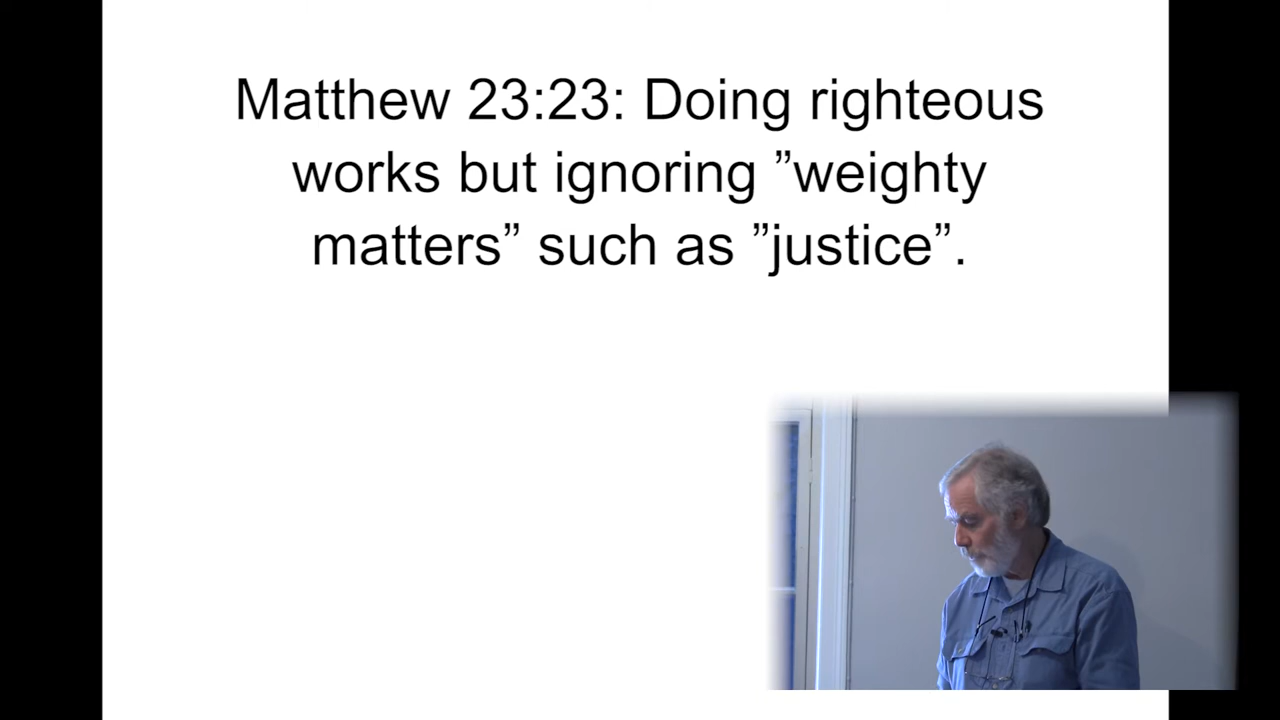 Matthew 23:23: Doing righteous
works but ignoring ”weighty
matters” such as ”justice”.